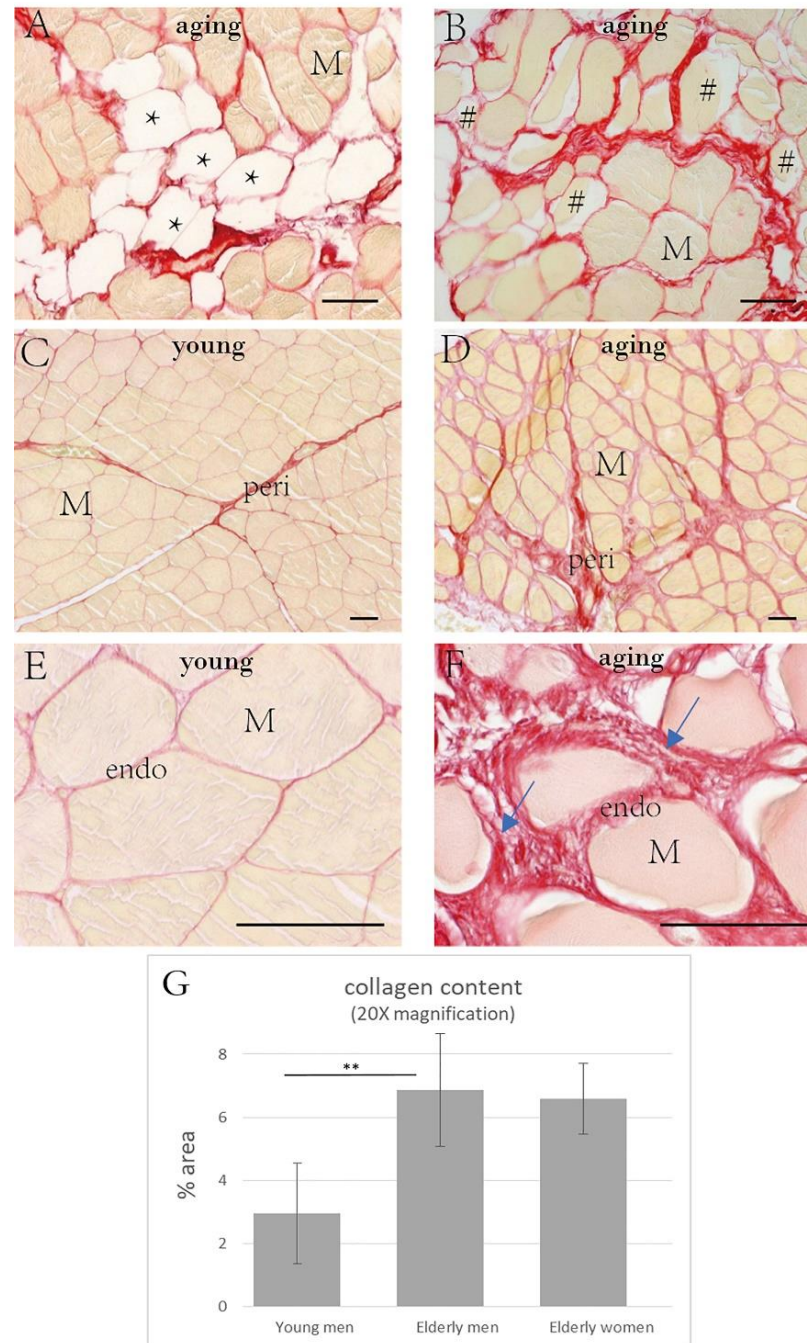 A
aging
M
*
*
*
*
B
aging
#
#
#
#
M
C
young
M
peri
D
aging
M
peri
E
young
M
endo
F
aging
endo
M
G
collagen content
(20X magnification)
**
% area
8
6
4
2
0
Young men
Elderly men
Elderly women